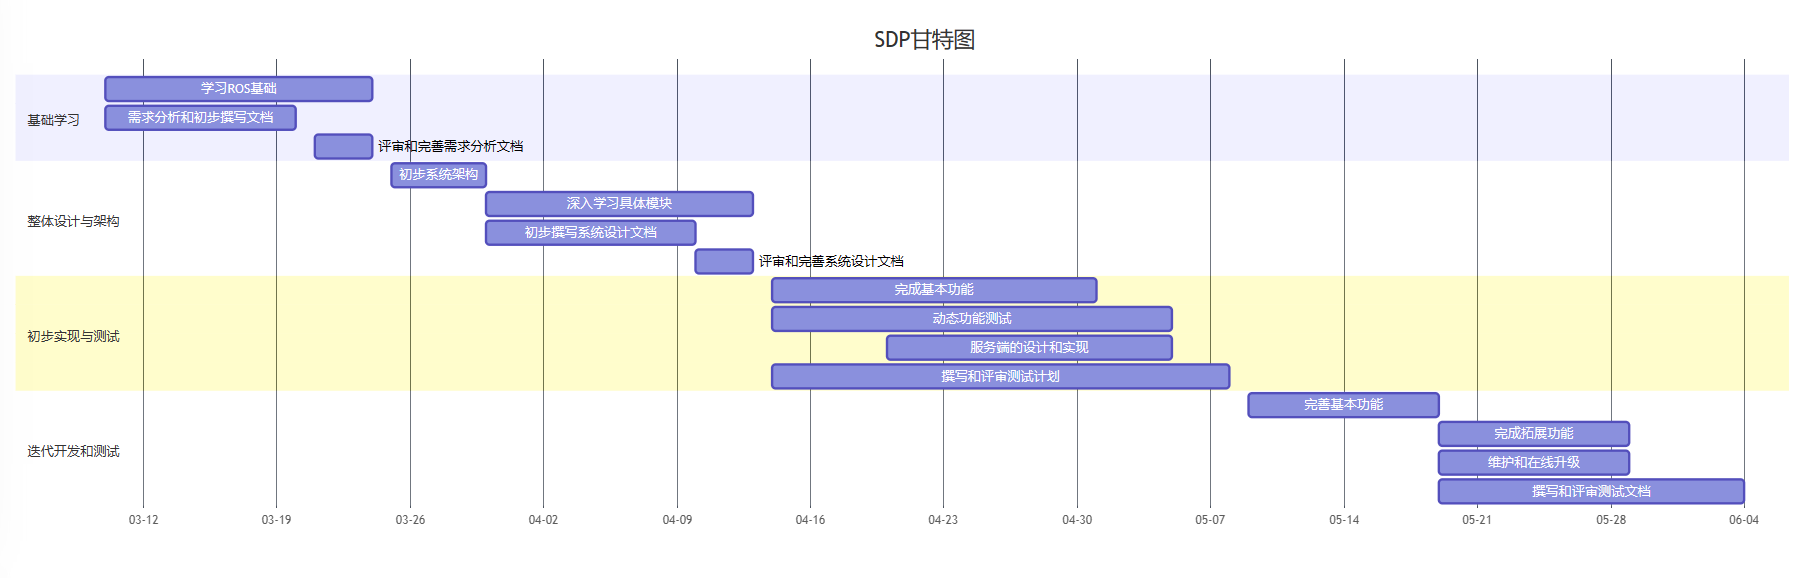 SDP甘特图
基础学习
学习ROS基础
需求分析和初步撰写文档
评审和完善需求分析文档
整体设计与架构
初步系统架构
深入学习具体模块
初步撰写系统设计文档
评审和完善系统设计文档
初步实现与测试
完成基本功能
动态功能测试
服务端的设计和实现
撰写和评审测试计划
迭代开发和测试
完善基本功能
完成拓展功能
维护和在线升级
撰写和评审测试文档
03-12 03-19 03-26 04-02 04-09 04-16 04-23 04-30 05-07 05-14 05-21 05-28 06-04